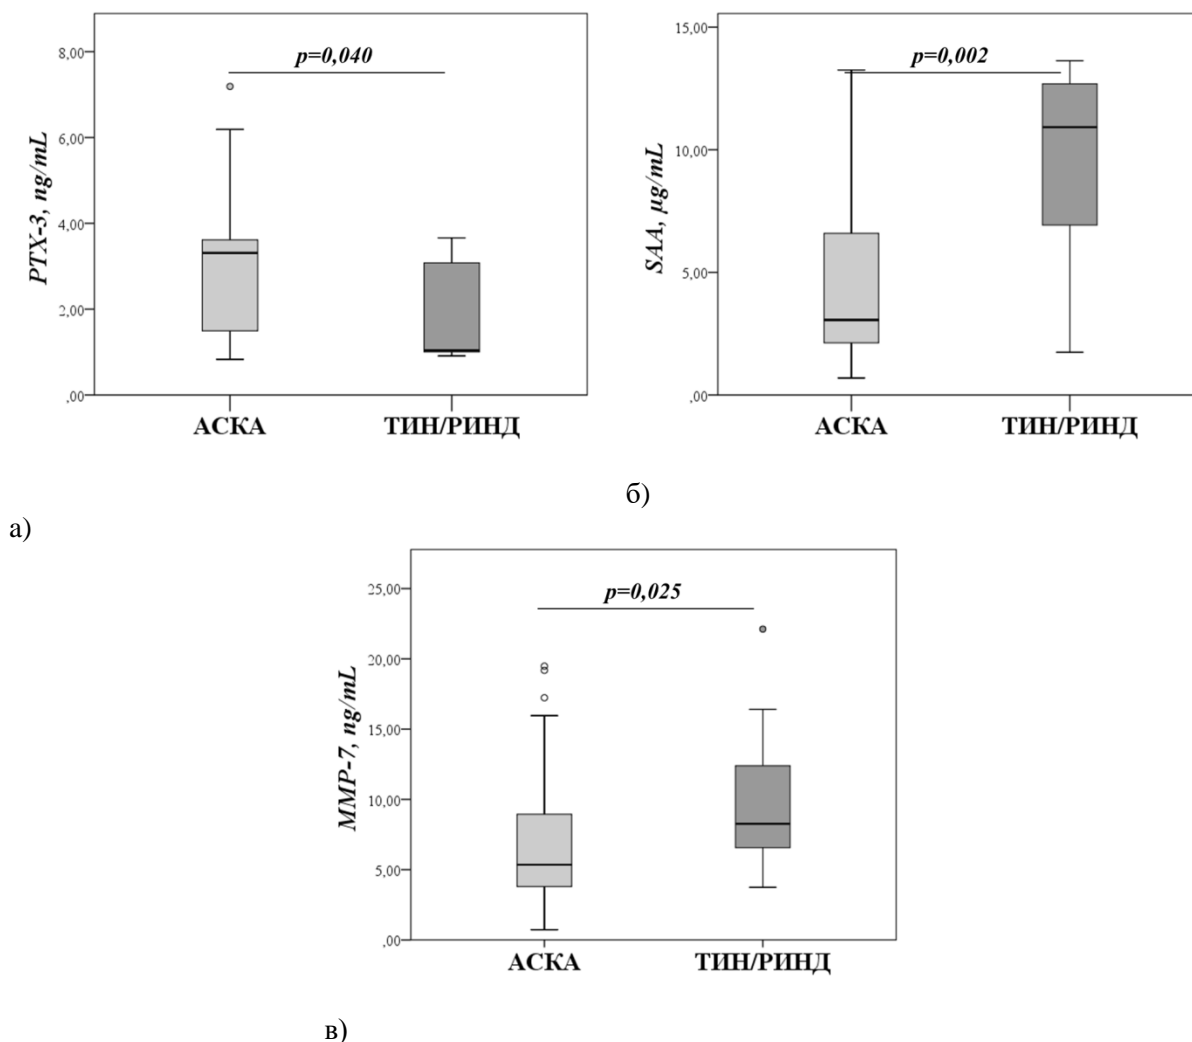 p=0,040
PTX-3, ng/mL
8,00
6,00
4,00
2,00
,00
АСКА
ТИН/РИНД
p=0,002
SAA, µg/mL
15,00
10,00
5,00
,00
АСКА
ТИН/РИНД
б)
а)
p=0,025
MMP-7, ng/mL
25,00
20,00
15,00
10,00
5,00
,00
АСКА
ТИН/РИНД
в)